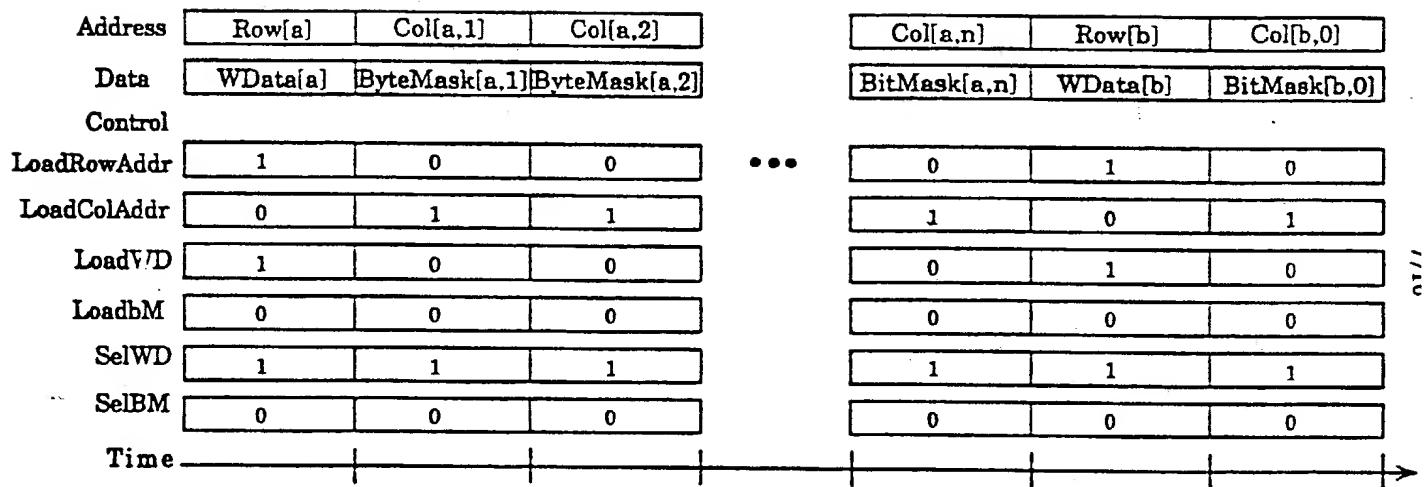 Address Row[a] Col[a,1] Col[a,2] Col[a,n] Row[b] Col[b,0]
Data WData[a] ByteMask[a,1] ByteMask[a,2] BitMask[a,n] WData[b] BitMask[b,0]
Control
LoadRowAddr 1 0 0 ••• 0 1 0
LoadColAddr 0 1 1 1 0 1
LoadWD 1 0 0 0 1 0
LoadbM 0 0 0 0 0 0
SelWD 1 1 1 1 1 1
SelBM 0 0 0 0 0 0
Time